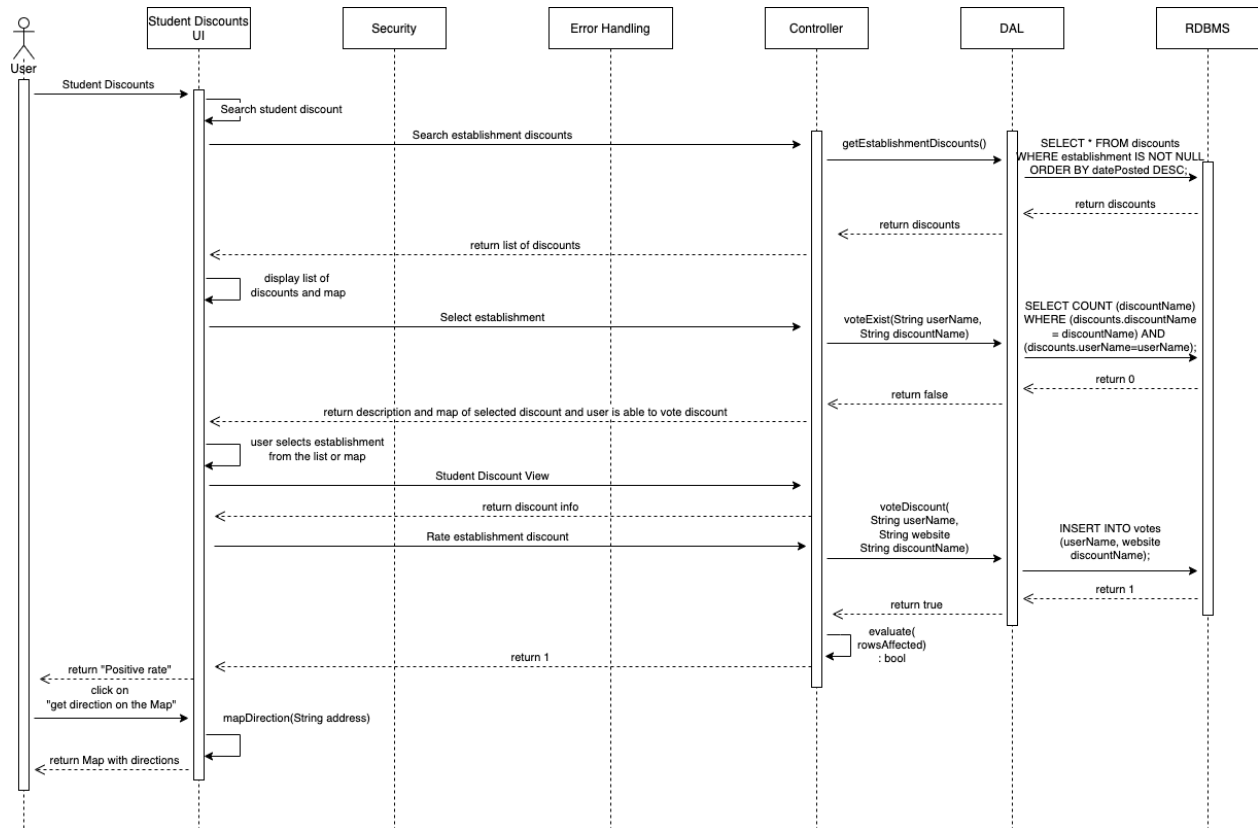 Student Discounts
UI
Security
Error Handling
Controller
DAL
RDBMS
User
Student Discounts
Search student discount
Search establishment discounts
getEstablishmentDiscounts()
SELECT * FROM discounts
WHERE establishment IS NOT NULL
ORDER BY datePosted DESC;
return discounts
return discounts
return list of discounts
display list of
discounts and map
Select establishment
voteExist(String userName,
String discountName)
SELECT COUNT (discountName)
WHERE (discounts.discountName
= discountName) AND
(discounts.userName=userName);
return 0
return false
return description and map of selected discount and user is able to vote discount
user selects establishment
from the list or map
Student Discount View
return discount info
Rate establishment discount
voteDiscount(
String userName,
String website
String discountName)
INSERT INTO votes
(userName, website
discountName);
return 1
return true
evaluate(
rowsAffected)
: bool
return 1
return "Positive rate"
click on
"get direction on the Map"
mapDirection(String address)
return Map with directions